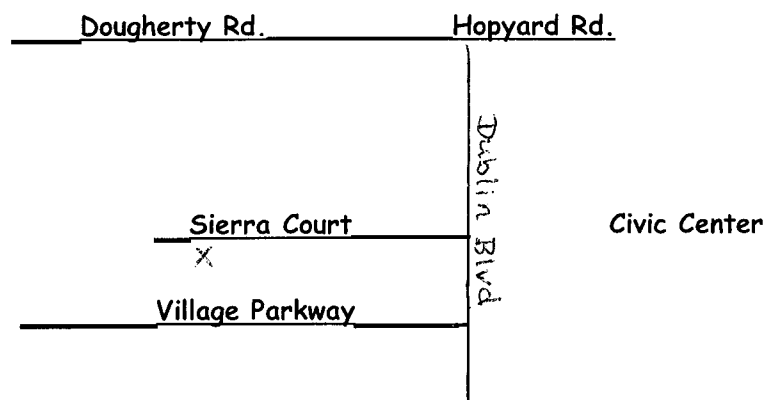 Dougherty Rd. Hopyard Rd.
Dublin Blvd
Sierra Court Civic Center
X
Village Parkway